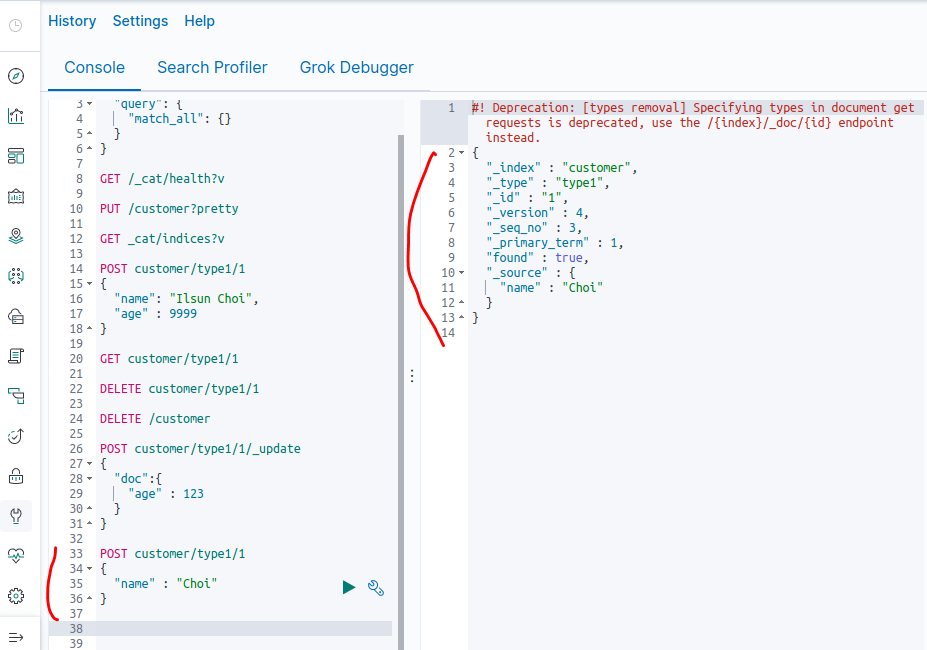 History Settings Help
Console Search Profiler Grok Debugger
3 "query": {
4 "match_all": {}
5 }
6 }
7
8 GET /_cat/health?v
9
10 PUT /customer?pretty
11
12 GET _cat/indices?v
13
14 POST customer/type1/1
15 {
16 "name": "Ilsun Choi",
17 "age" : 9999
18 }
19
20 GET customer/type1/1
21
22 DELETE customer/type1/1
23
24 DELETE /customer
25
26 POST customer/type1/1/_update
27 {
28 "doc":{
29 "age" : 123
30 }
31 }
32
33 POST customer/type1/1
34 {
35 "name" : "Choi"
36 }
37
38
39
1 #! Deprecation: [types removal] Specifying types in document get
requests is deprecated, use the /{index}/_doc/{id} endpoint
instead.
2 {
3 "_index" : "customer",
4 "_type" : "type1",
5 "_id" : "1",
6 "_version" : 4,
7 "_seq_no" : 3,
8 "_primary_term" : 1,
9 "found" : true,
10 "_source" : {
11 "name" : "Choi"
12 }
13 }
14